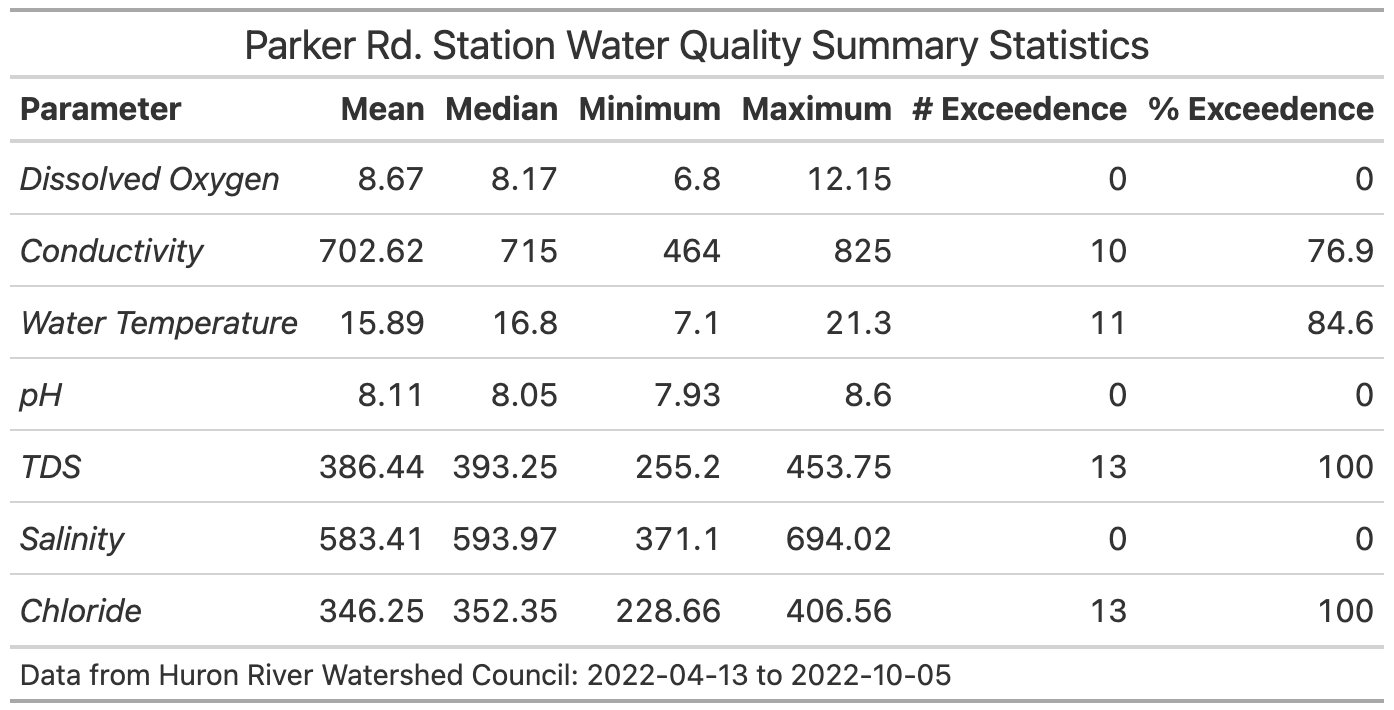 Parker Rd. Station Water Quality Summary Statistics
Parameter Mean Median Minimum Maximum # Exceedence % Exceedence
Dissolved Oxygen 8.67 8.17 6.8 12.15 0 0
Conductivity 702.62 715 464 825 10 76.9
Water Temperature 15.89 16.8 7.1 21.3 11 84.6
pH 8.11 8.05 7.93 8.6 0 0
TDS 386.44 393.25 255.2 453.75 13 100
Salinity 583.41 593.97 371.1 694.02 0 0
Chloride 346.25 352.35 228.66 406.56 13 100
Data from Huron River Watershed Council: 2022-04-13 to 2022-10-05